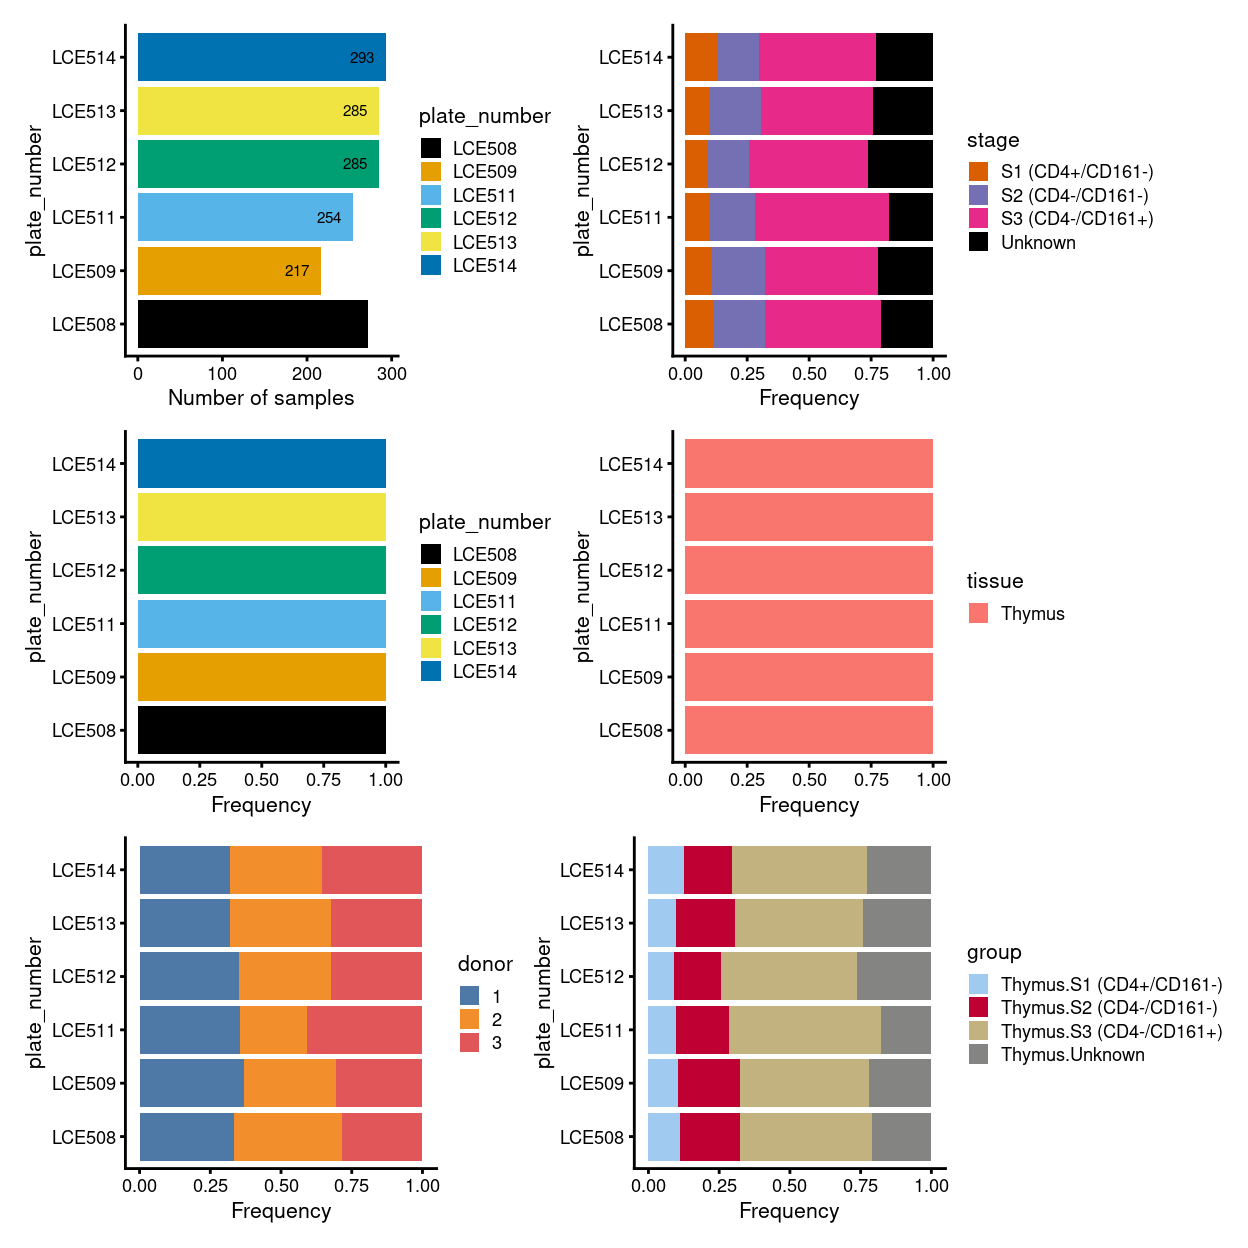 plate_number
LCE514
LCE513
LCE512
LCE511
LCE509
LCE508
293
285
285
254
217
0 100 200 300
Number of samples
plate_number
LCE508
LCE509
LCE511
LCE512
LCE513
LCE514
plate_number
LCE514
LCE513
LCE512
LCE511
LCE509
LCE508
0.00 0.25 0.50 0.75 1.00
Frequency
stage
S1 (CD4+/CD161-)
S2 (CD4-/CD161-)
S3 (CD4-/CD161+)
Unknown
plate_number
LCE514
LCE513
LCE512
LCE511
LCE509
LCE508
0.00 0.25 0.50 0.75 1.00
Frequency
plate_number
LCE508
LCE509
LCE511
LCE512
LCE513
LCE514
plate_number
LCE514
LCE513
LCE512
LCE511
LCE509
LCE508
0.00 0.25 0.50 0.75 1.00
Frequency
tissue
Thymus
plate_number
LCE514
LCE513
LCE512
LCE511
LCE509
LCE508
0.00 0.25 0.50 0.75 1.00
Frequency
donor
1
2
3
plate_number
LCE514
LCE513
LCE512
LCE511
LCE509
LCE508
0.00 0.25 0.50 0.75 1.00
Frequency
group
Thymus.S1 (CD4+/CD161-)
Thymus.S2 (CD4-/CD161-)
Thymus.S3 (CD4-/CD161+)
Thymus.Unknown